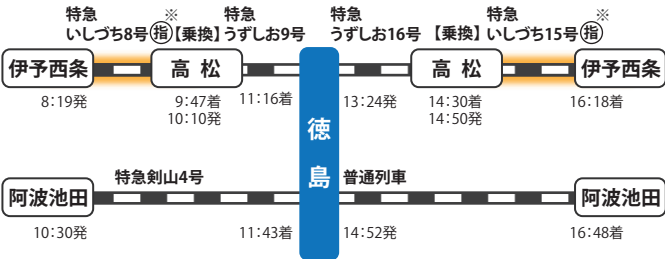 特急 ※ 特急 特急 特急 ※
いしづち8号㊟【乗換】うずしお9号 うずしお16号 【乗換】いしづち15号㊟
伊予西条 高松 高松 伊予西条
8:19発 9:47着 11:16着 13:24発 14:30着 16:18着
10:10発 14:50発
徳島
特急剣山4号 普通列車
阿波池田 阿波池田
10:30発 11:43着 14:52発 16:48着